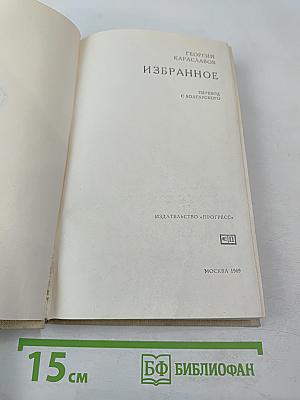 ГЕОРГИЙ
КАРАСЛАВОВ
ИЗБРАННОЕ
ПЕРЕВОД
С БОЛГАРСКОГО
ИЗДАТЕЛЬСТВО «ПРОГРЕСС»
МОСКВА 1969
15 см
БФ БИБЛИОФАН